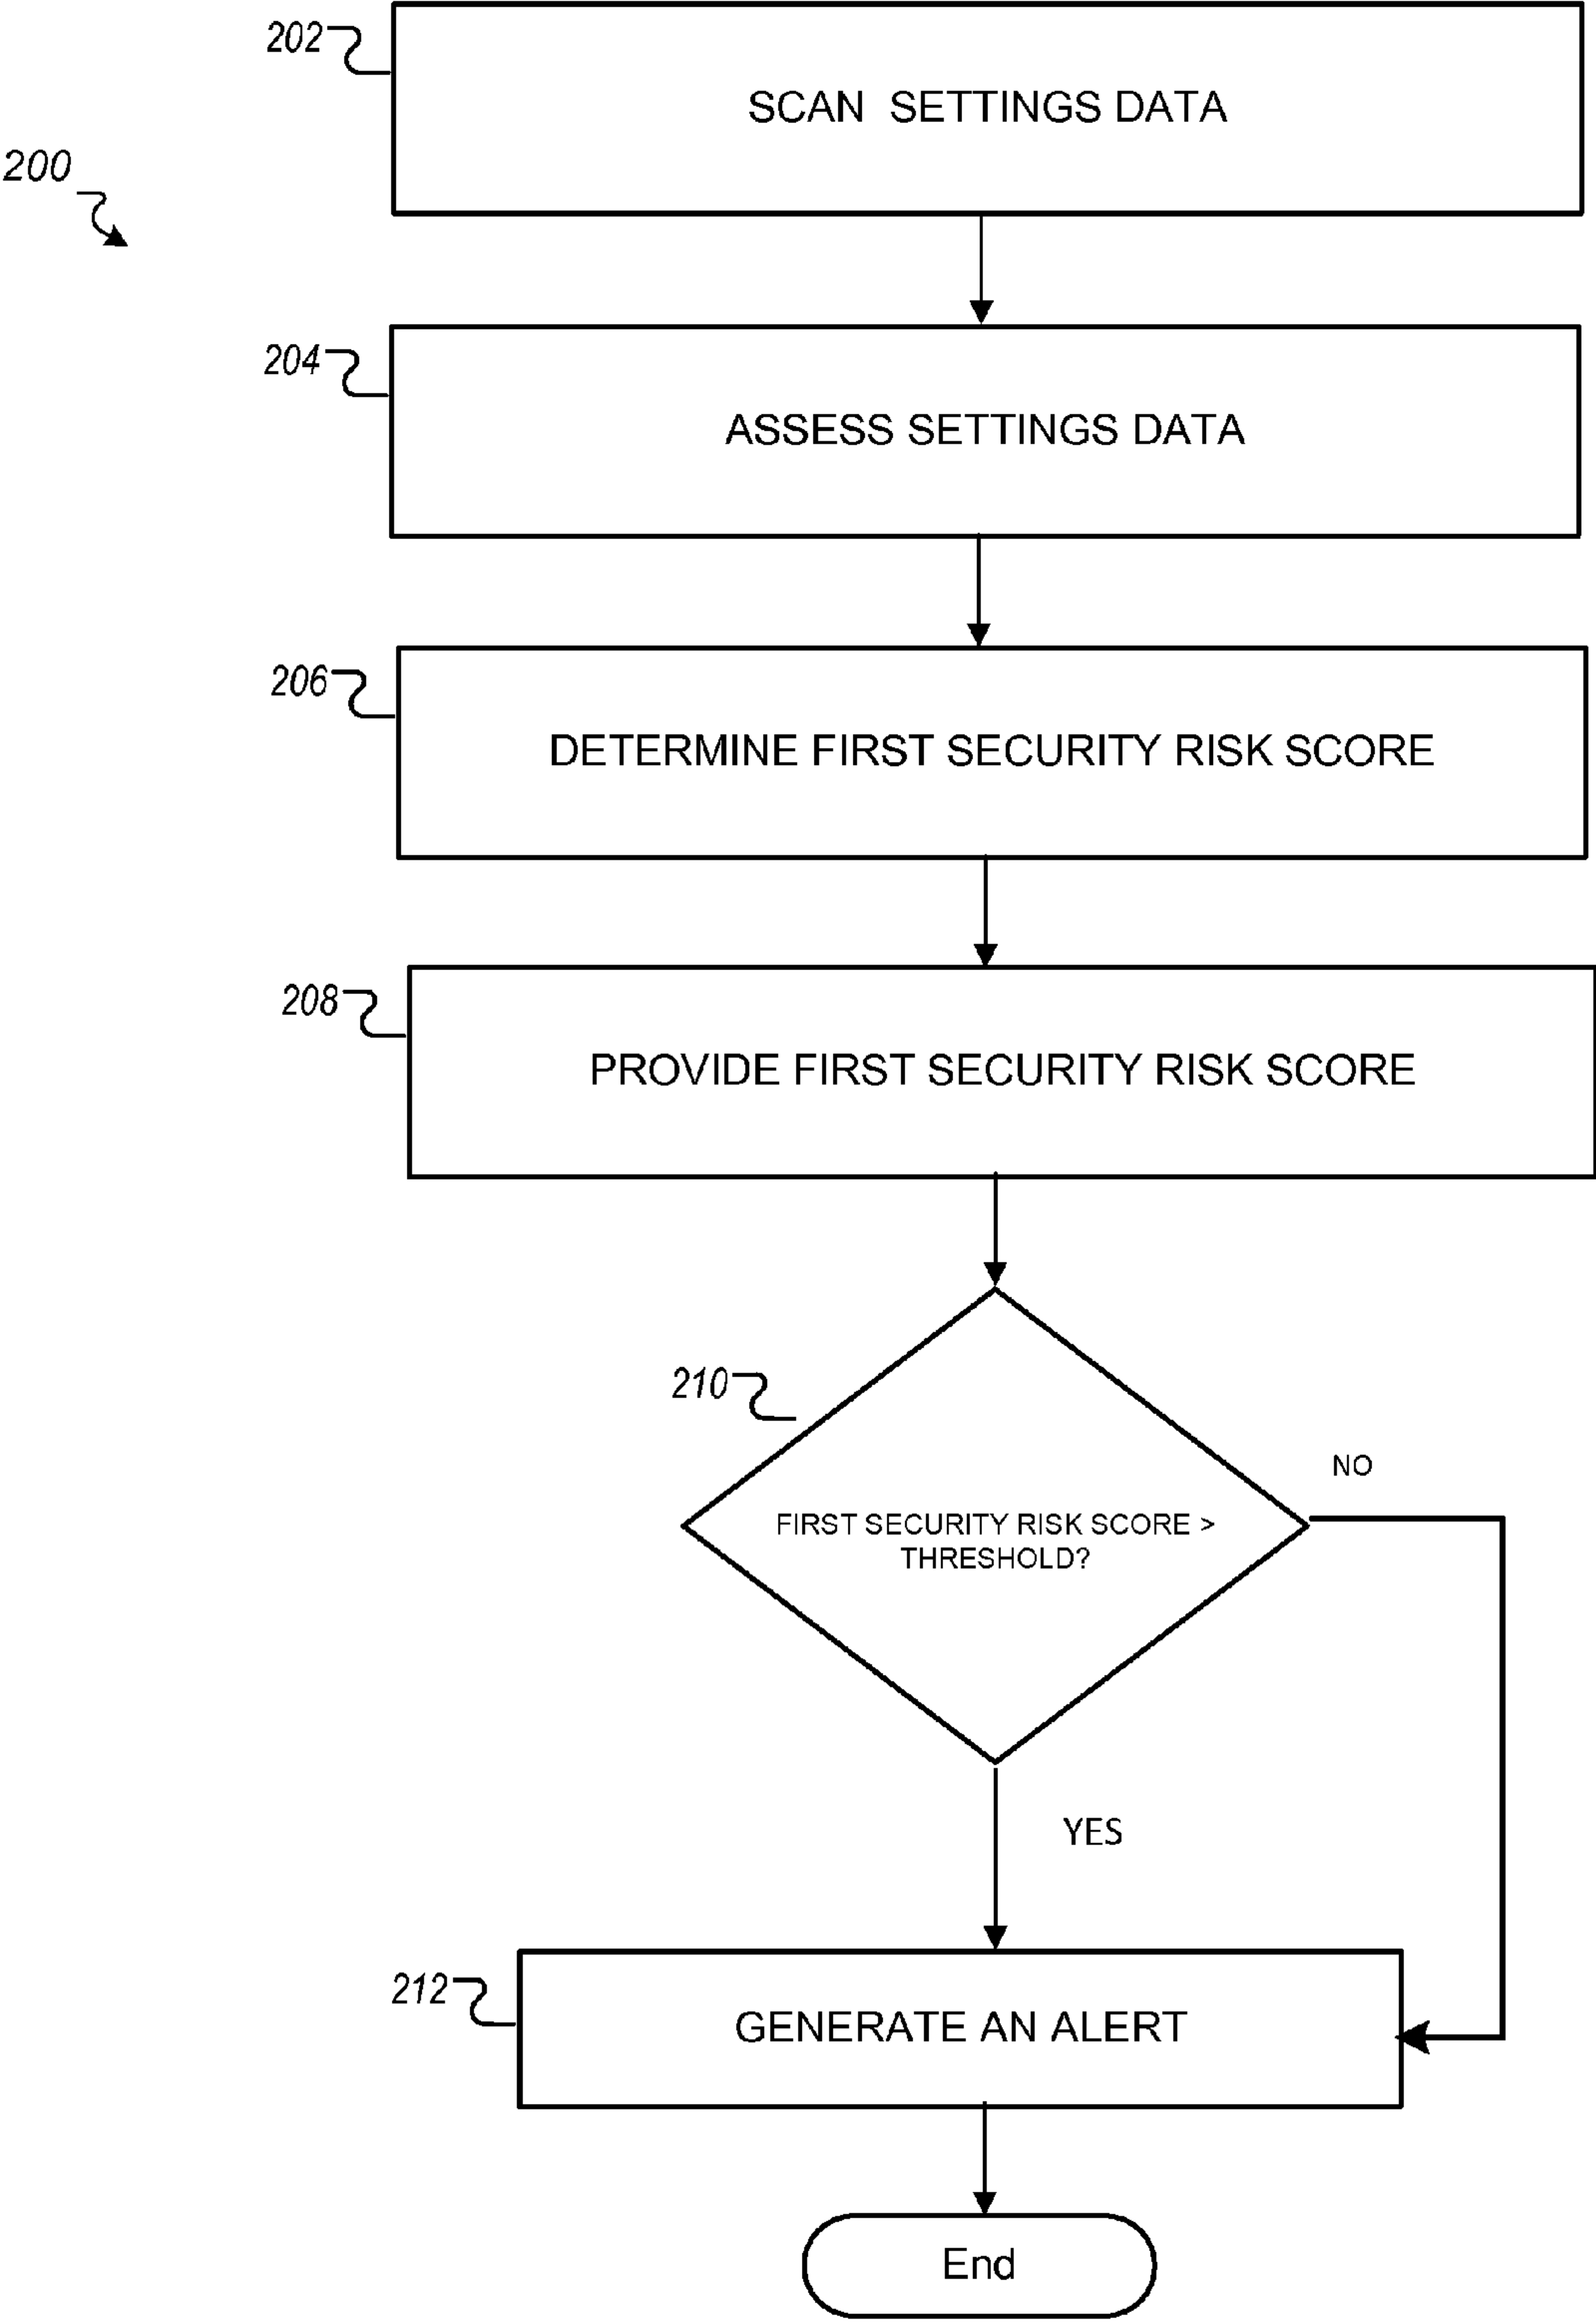 202
SCAN SETTINGS DATA
200
204
ASSESS SETTINGS DATA
206
DETERMINE FIRST SECURITY RISK SCORE
208
PROVIDE FIRST SECURITY RISK SCORE
210
NO
FIRST SECURITY RISK SCORE >
THRESHOLD?
YES
212
GENERATE AN ALERT
End